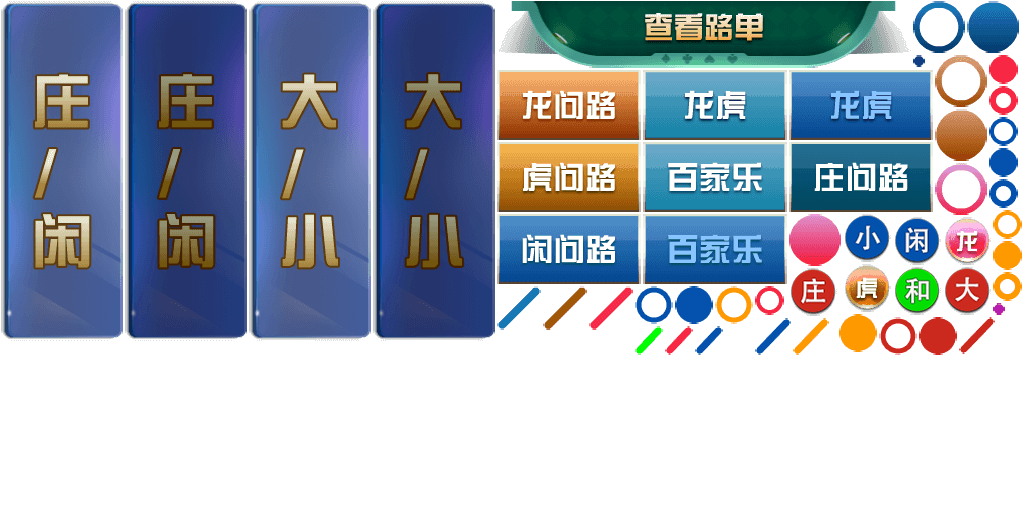 庄/闲
庄/闲
大/小
大/小
查看路单
龙问路
龙虎
龙虎
虎问路
百家乐
庄问路
闲问路
百家乐
小
闲
龙
庄
虎
和
大